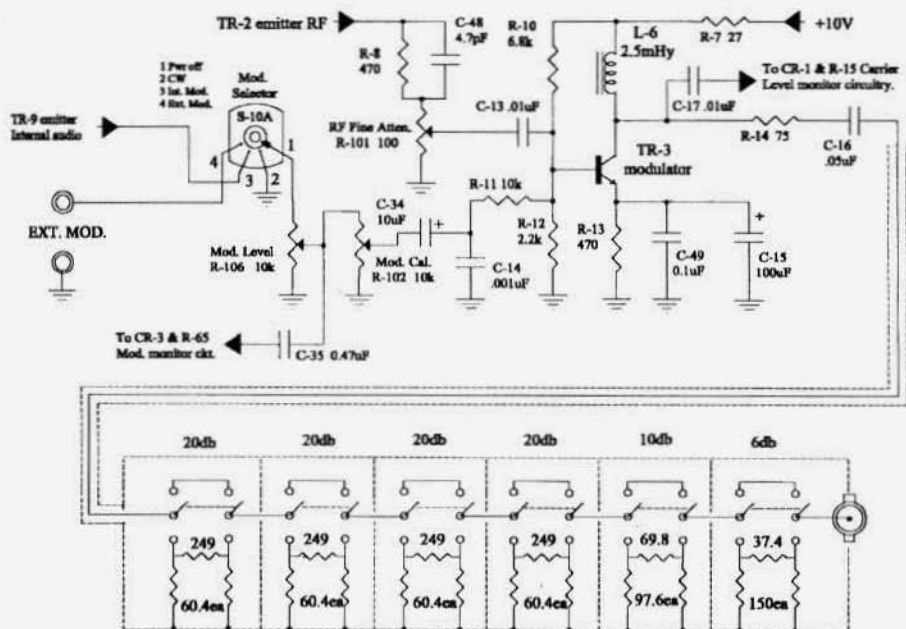 TR-2 emitter RF
C-48
4.7pF
R-10
6.8k
L-6
2.5mHy
R-7 27
+10V
R-8
470
1 Pwr off
2 CW
3 Int. Mod.
4 Ext. Mod.
Mod.
Selector
S-10A
1
2
3
4
TR-9 emitter
Internal audio
To CR-1 & R-15 Carrier
Level monitor circuitry.
C-17 .01uF
C-13 .01uF
RF Fine Atten.
R-101 100
R-14 75
C-16
.05uF
TR-3
modulator
EXT. MOD.
R-11 10k
C-34
10uF
+
R-12
2.2k
R-13
470
+
Mod. Level
R-106 10k
Mod. Cal.
R-102 10k
C-14
.001uF
C-49
0.1uF
C-15
100uF
To CR-3 & R-65
Mod. monitor ckt.
C-35 0.47uF
20db
20db
20db
20db
10db
6db
249
249
249
249
69.8
37.4
60.4ea
60.4ea
60.4ea
60.4ea
97.6ea
150ea